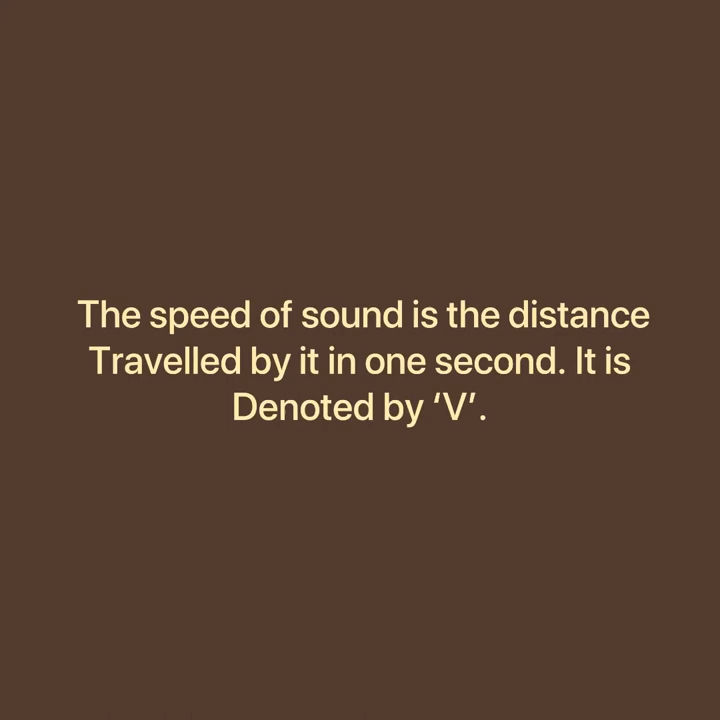 The speed of sound is the distance
Travelled by it in one second. It is
Denoted by ‘V’.